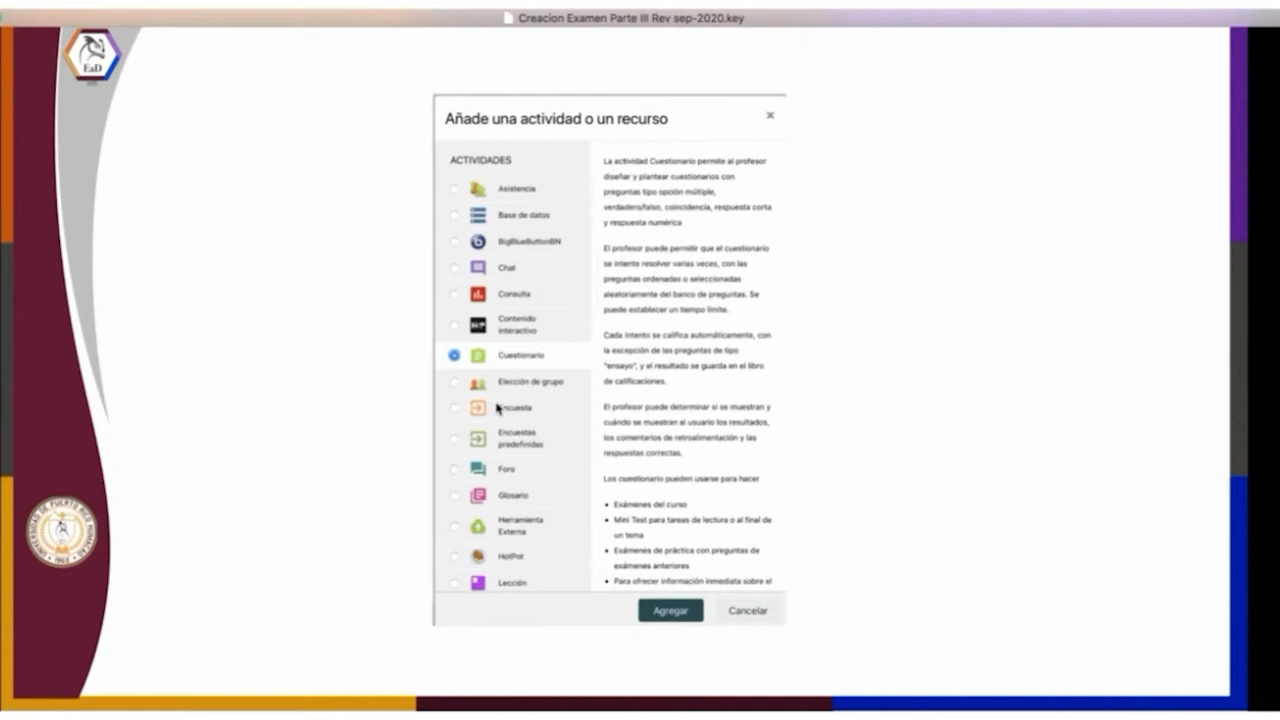 Creacion Examen Parte III Rev sep-2020.key
EaD
Añade una actividad o un recurso
×
ACTIVIDADES
Asistencia
Base de datos
BigBlueButtonBN
Chat
Consulta
Contenido
interactivo
Cuestionario
Elección de grupo
Encuesta
Encuestas
predefinidas
Foro
Glosario
Herramienta
Externa
HotPot
Lección
La actividad Cuestionario permite al profesor
diseñar y plantear cuestionarios con
preguntas tipo opción múltiple,
verdadero/falso, coincidencia, respuesta corta
y respuesta numérica
El profesor puede permitir que el cuestionario
se intente resolver varias veces, con las
preguntas ordenadas o seleccionadas
aleatoriamente del banco de preguntas. Se
puede establecer un tiempo límite.
Cada intento se califica automáticamente, con
la excepción de las preguntas de tipo
"ensayo", y el resultado se guarda en el libro
de calificaciones.
El profesor puede determinar si se muestran y
cuándo se muestran al usuario los resultados,
los comentarios de retroalimentación y las
respuestas correctas.
Los cuestionario pueden usarse para hacer
• Exámenes del curso
• Mini Test para tareas de lectura o al final de
un tema
• Exámenes de práctica con preguntas de
exámenes anteriores
• Para ofrecer información inmediata sobre el
Agregar
Cancelar
UNIVERSIDAD DE PUERTO RICO HUMACAO
1962